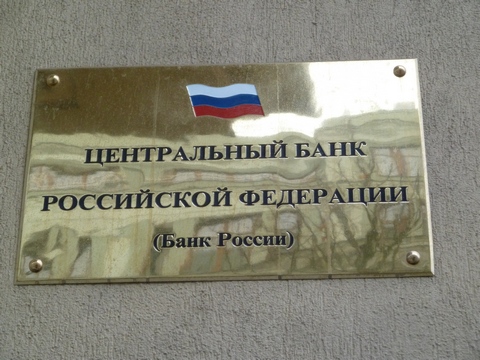 ЦЕНТРАЛЬНЫЙ БАНК
РОССИЙСКОЙ ФЕДЕРАЦИИ
(Банк России)